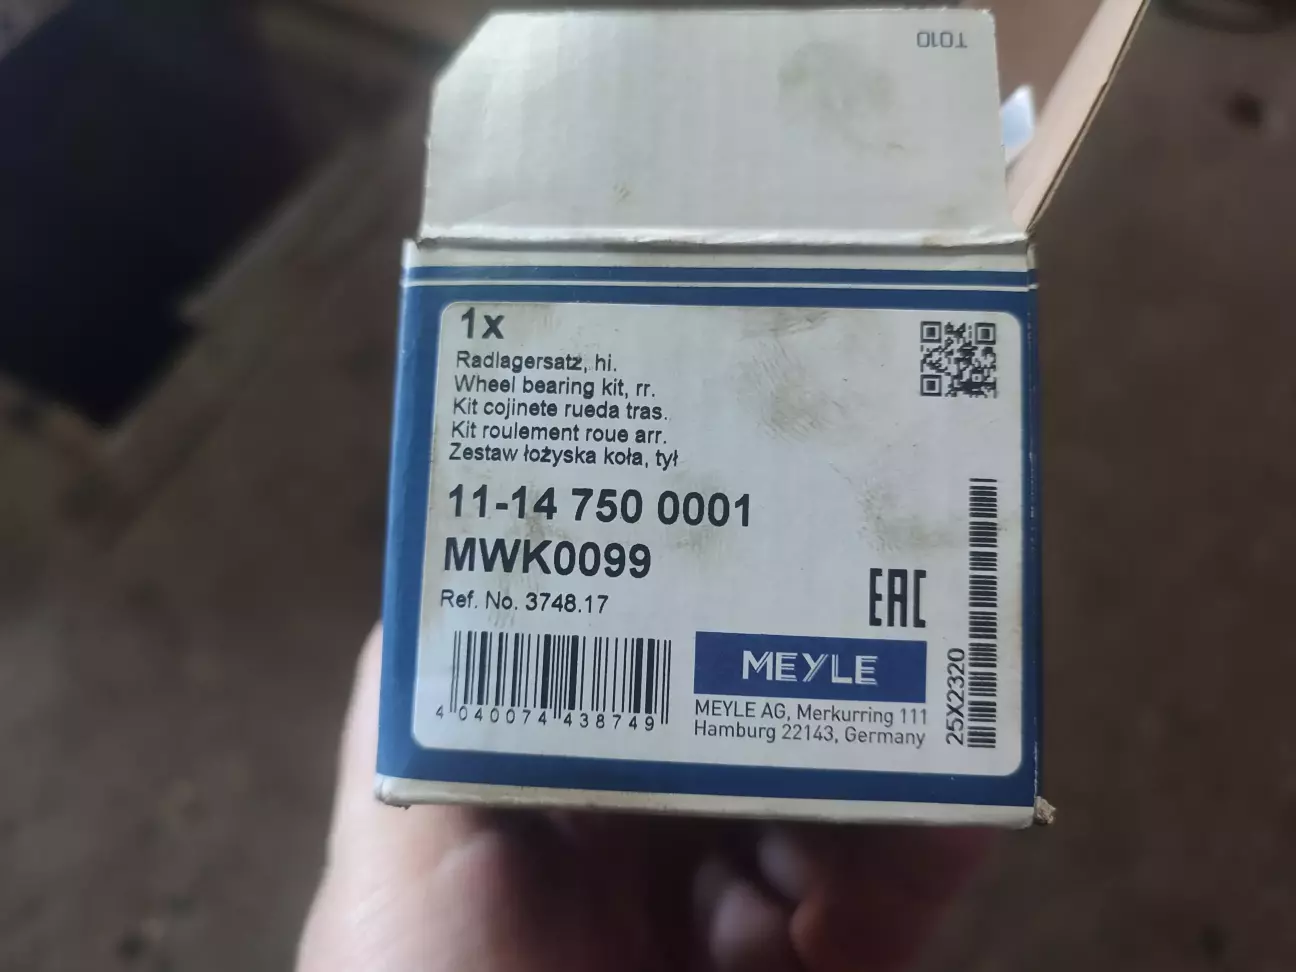 T010
1x
Radlagersatz, hi.
Wheel bearing kit, rr.
Kit cojinete rueda tras.
Kit roulement roue arr.
Zestaw łożyska koła, tył
11-14 750 0001
MWK0099
Ref. No. 3748.17
EAC
4 040074 438749
MEYLE
MEYLE AG, Merkurring 111
Hamburg 22143, Germany
25X2320